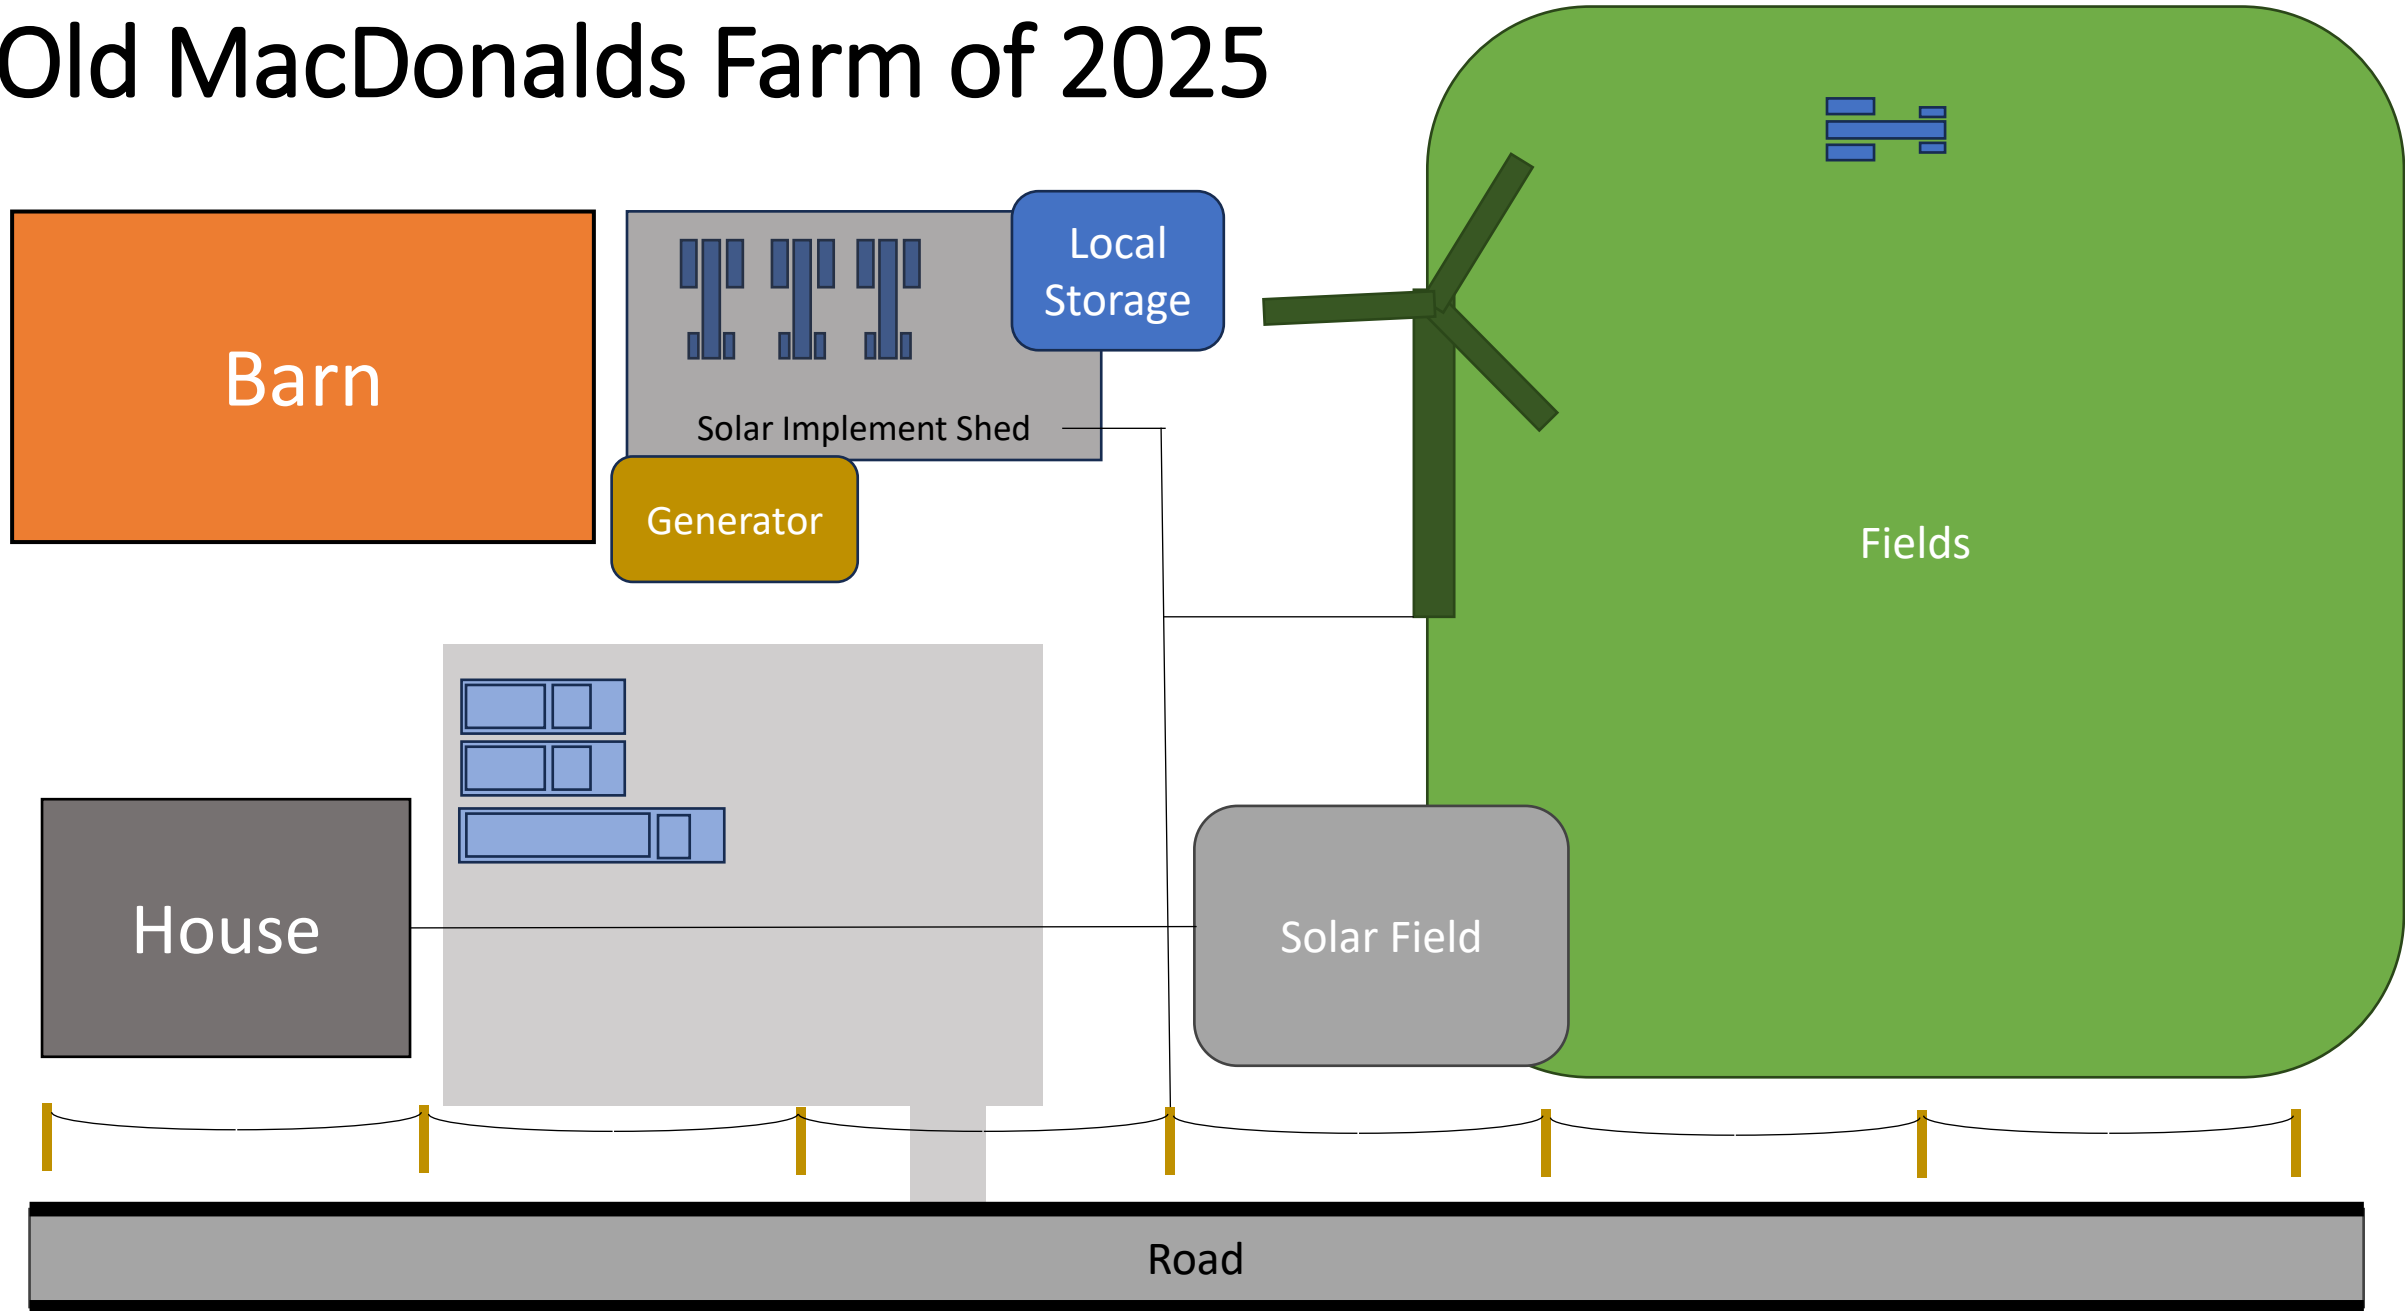 Old MacDonalds Farm of 2025
Local
Storage
Barn
Solar Implement Shed
Generator
Fields
House
Solar Field
Road